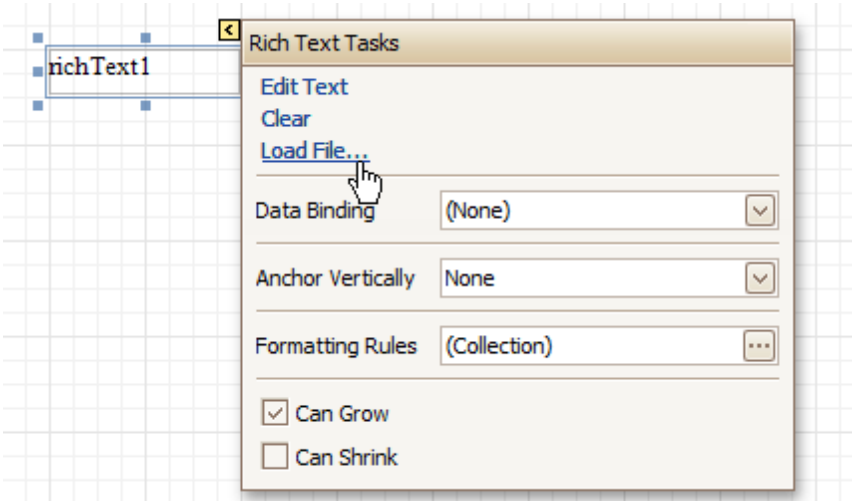 richText1
Rich Text Tasks
Edit Text
Clear
Load File...
Data Binding (None)
Anchor Vertically None
Formatting Rules (Collection)
Can Grow
Can Shrink